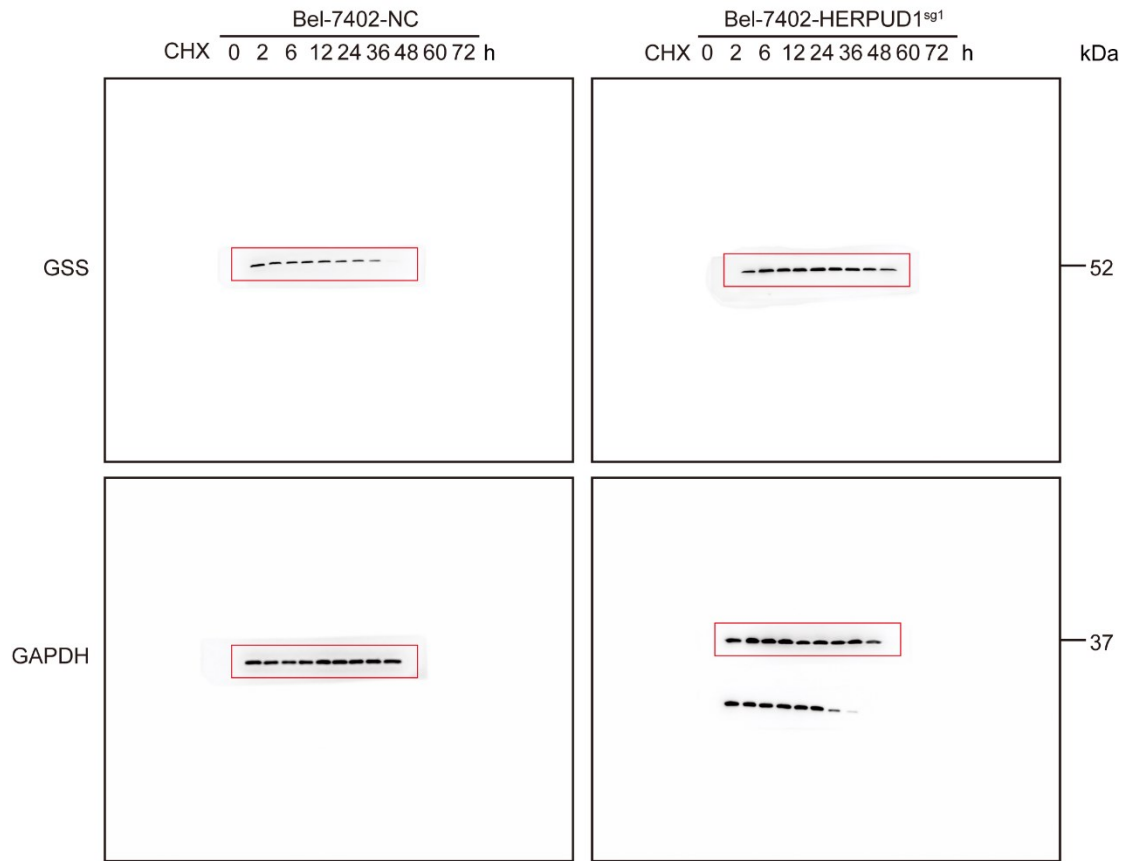 Bel-7402-NC
Bel-7402-HERPUD1sg1
CHX 0 2 6 12 24 36 48 60 72 h
CHX 0 2 6 12 24 36 48 60 72 h
kDa
GSS
52
GAPDH
37